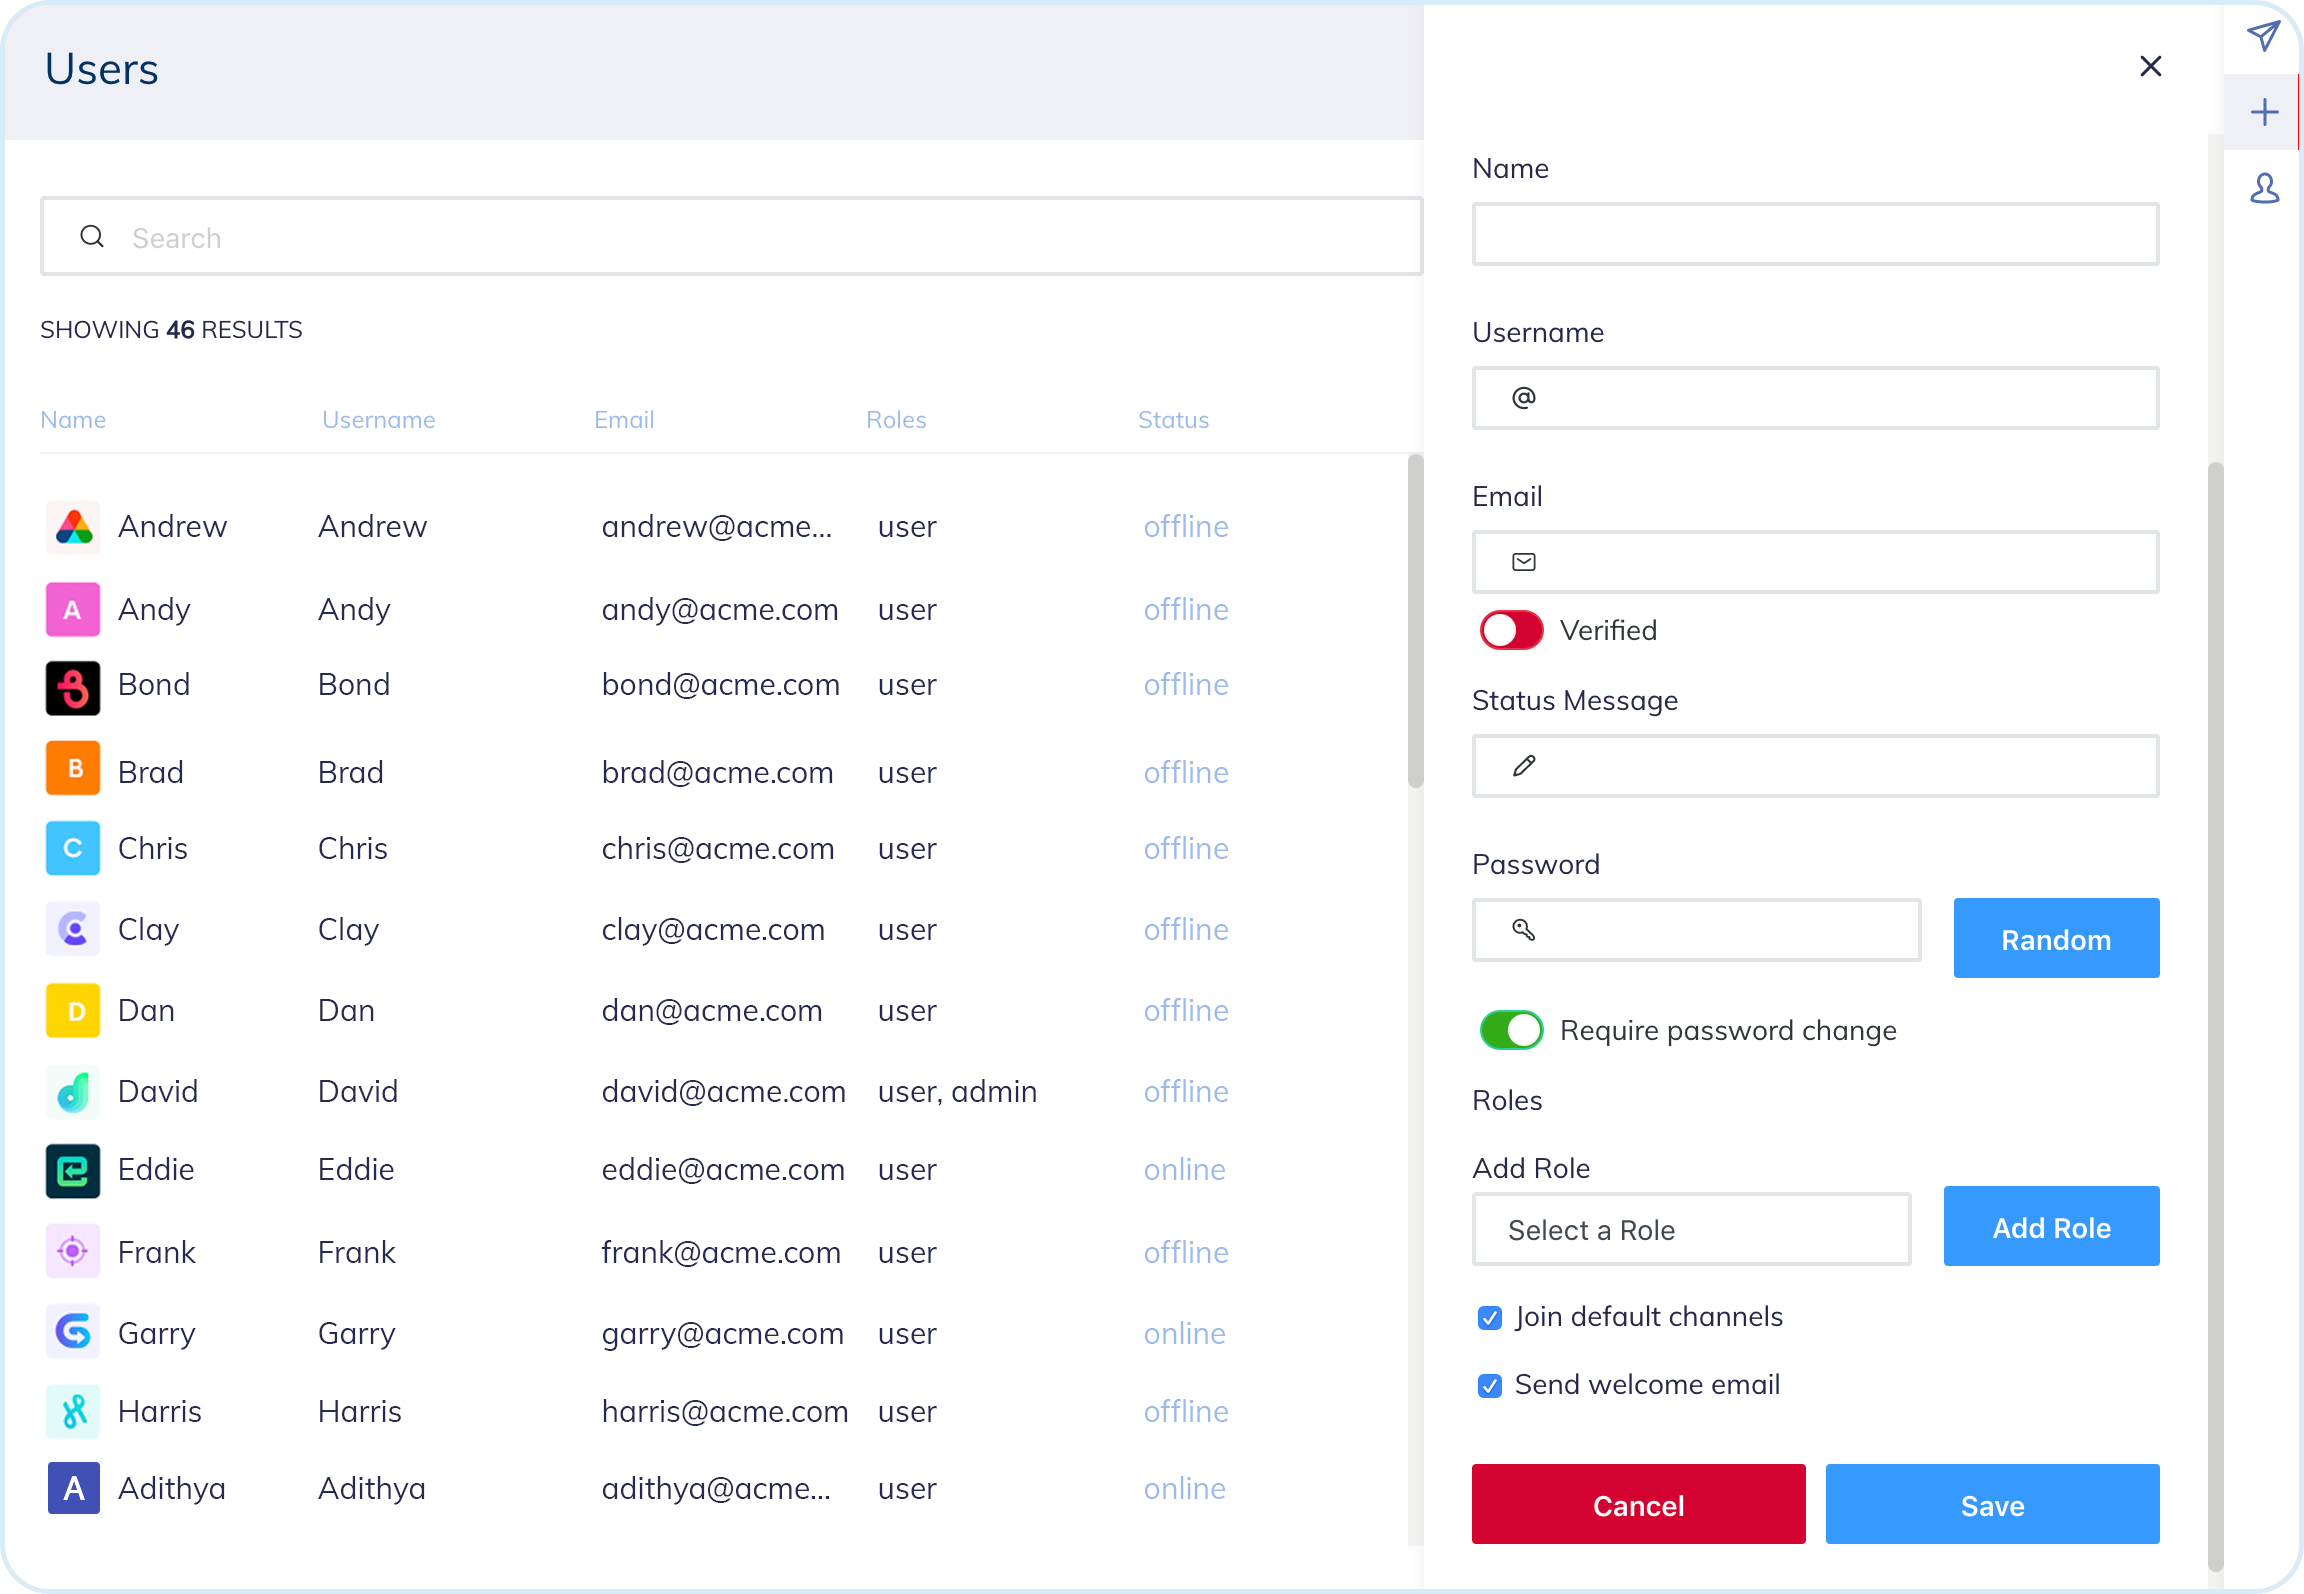 Users
Search
SHOWING 46 RESULTS
Name Username Email Roles Status
Andrew Andrew andrew@acme... user offline
A Andy Andy andy@acme.com user offline
Bond Bond bond@acme.com user offline
B Brad Brad brad@acme.com user offline
C Chris Chris chris@acme.com user offline
Clay Clay clay@acme.com user offline
D Dan Dan dan@acme.com user offline
David David david@acme.com user, admin offline
Eddie Eddie eddie@acme.com user online
Frank Frank frank@acme.com user offline
Garry Garry garry@acme.com user online
Harris Harris harris@acme.com user offline
A Adithya Adithya adithya@acme... user online
Name
Username
@
Email
Verified
Status Message
Password
Random
Require password change
Roles
Add Role
Select a Role Add Role
Join default channels
Send welcome email
Cancel Save